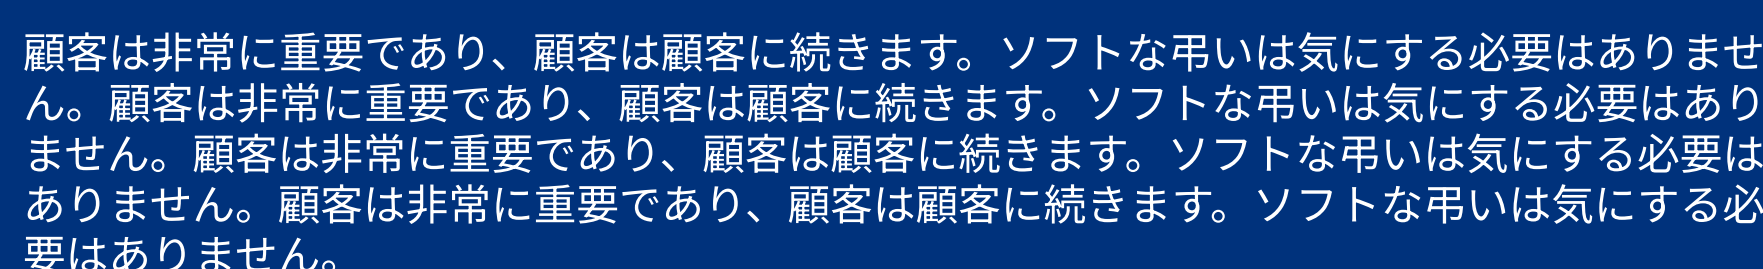 顧客は非常に重要であり、顧客は顧客に続きます。ソフトな弔いは気にする必要はありませ
ん。顧客は非常に重要であり、顧客は顧客に続きます。ソフトな弔いは気にする必要はあり
ません。顧客は非常に重要であり、顧客は顧客に続きます。ソフトな弔いは気にする必要は
ありません。顧客は非常に重要であり、顧客は顧客に続きます。ソフトな弔いは気にする必
要はありません。